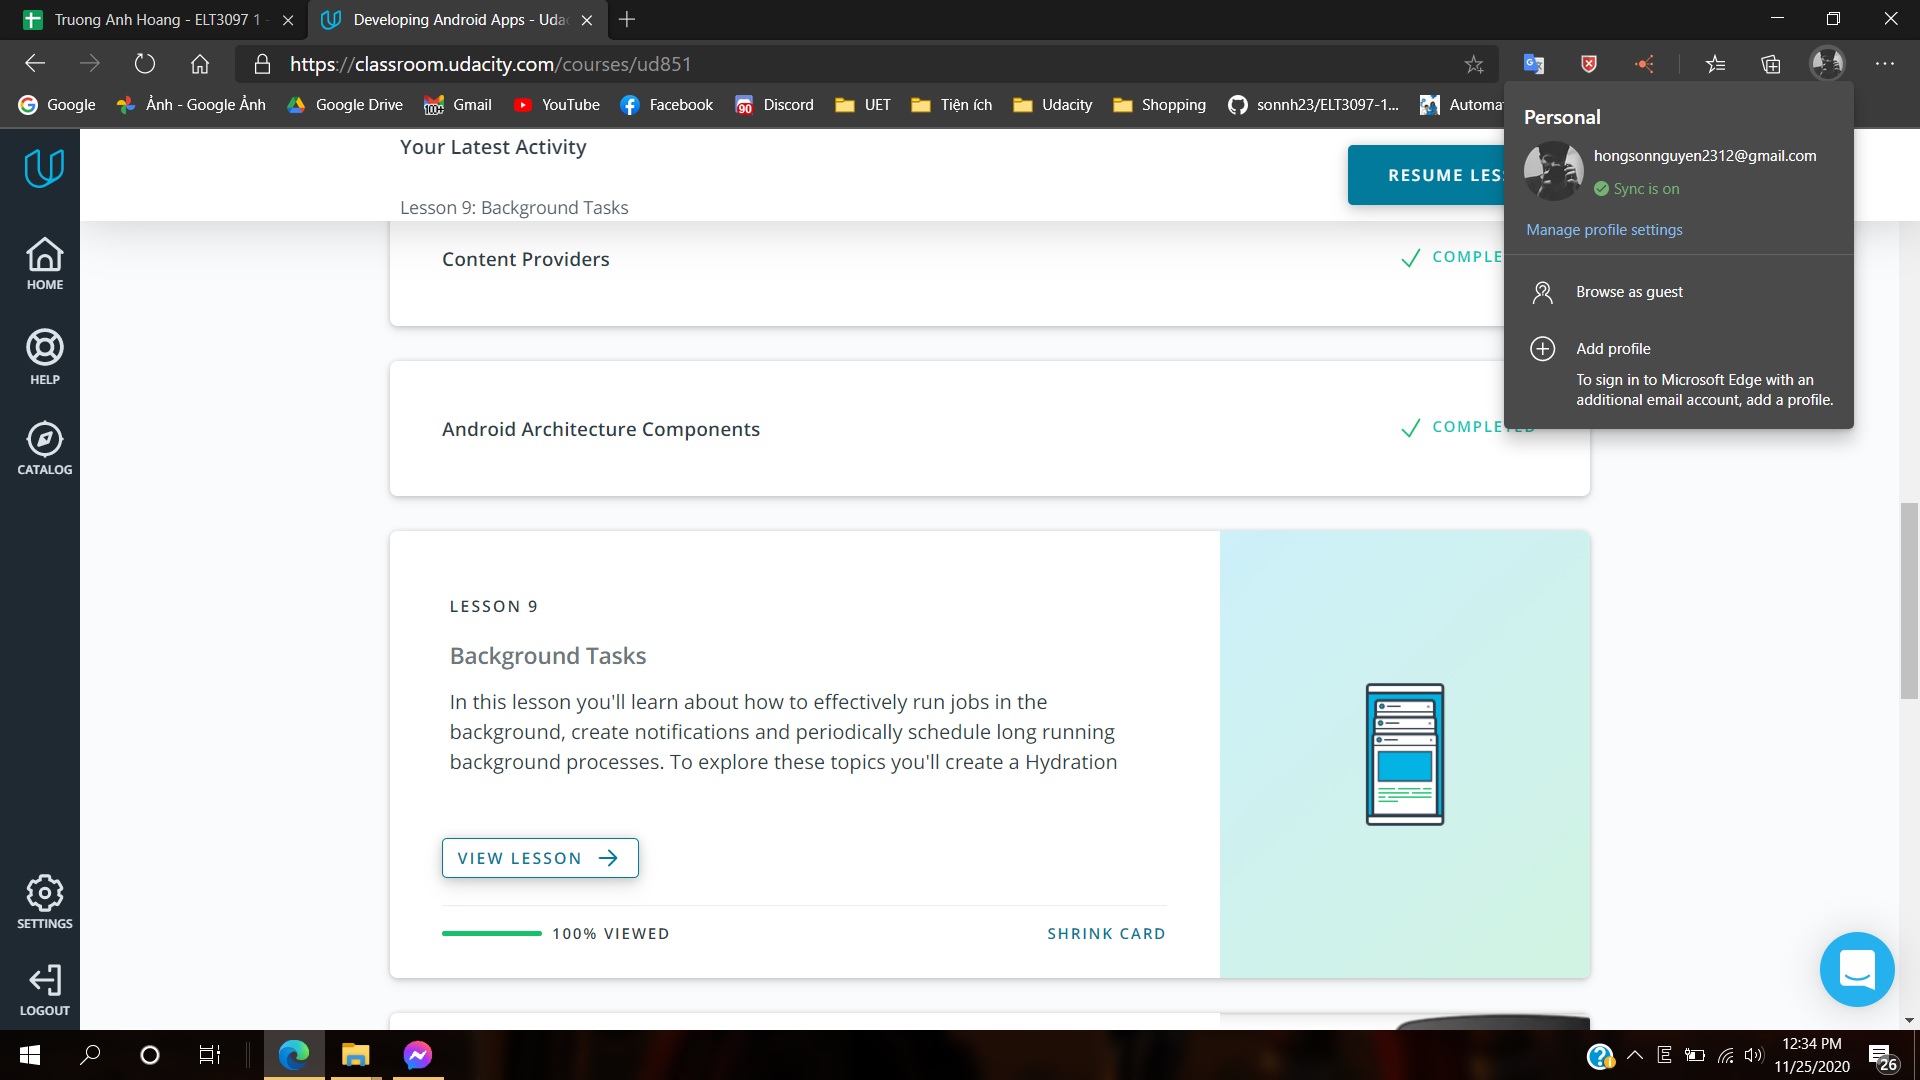 Truong Anh Hoang - ELT3097 1 -
Developing Android Apps - Uda
https://classroom.udacity.com/courses/ud851
Google
Ảnh - Google Ảnh
Google Drive
100+
Gmail
YouTube
Facebook
90
Discord
UET
Tiện ích
Udacity
Shopping
sonnh23/ELT3097-1...
Automa
Personal
hongsonnguyen2312@gmail.com
Sync is on
Manage profile settings
Browse as guest
Add profile
To sign in to Microsoft Edge with an
additional email account, add a profile.
Your Latest Activity
Lesson 9: Background Tasks
RESUME LES
HOME
HELP
CATALOG
SETTINGS
LOGOUT
Content Providers
COMPLE
Android Architecture Components
COMPLETED
LESSON 9
Background Tasks
In this lesson you'll learn about how to effectively run jobs in the
background, create notifications and periodically schedule long running
background processes. To explore these topics you'll create a Hydration
VIEW LESSON
100% VIEWED
SHRINK CARD
E
12:34 PM
11/25/2020
26